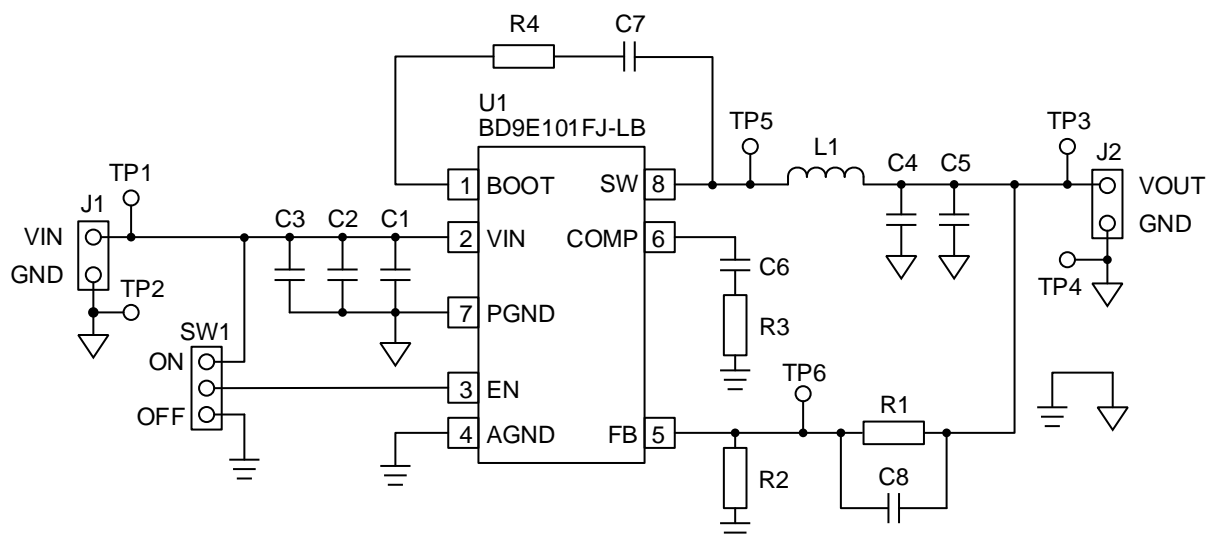 R4
C7
U1
BD9E101FJ-LB
TP5
TP3
L1
C4
C5
J2
TP1
1
BOOT
SW
8
VOUT
J1
C3
C2
C1
GND
VIN
2
VIN
COMP
6
GND
C6
TP2
TP4
7
PGND
SW1
R3
ON
TP6
3
EN
R1
OFF
4
AGND
FB
5
C8
R2